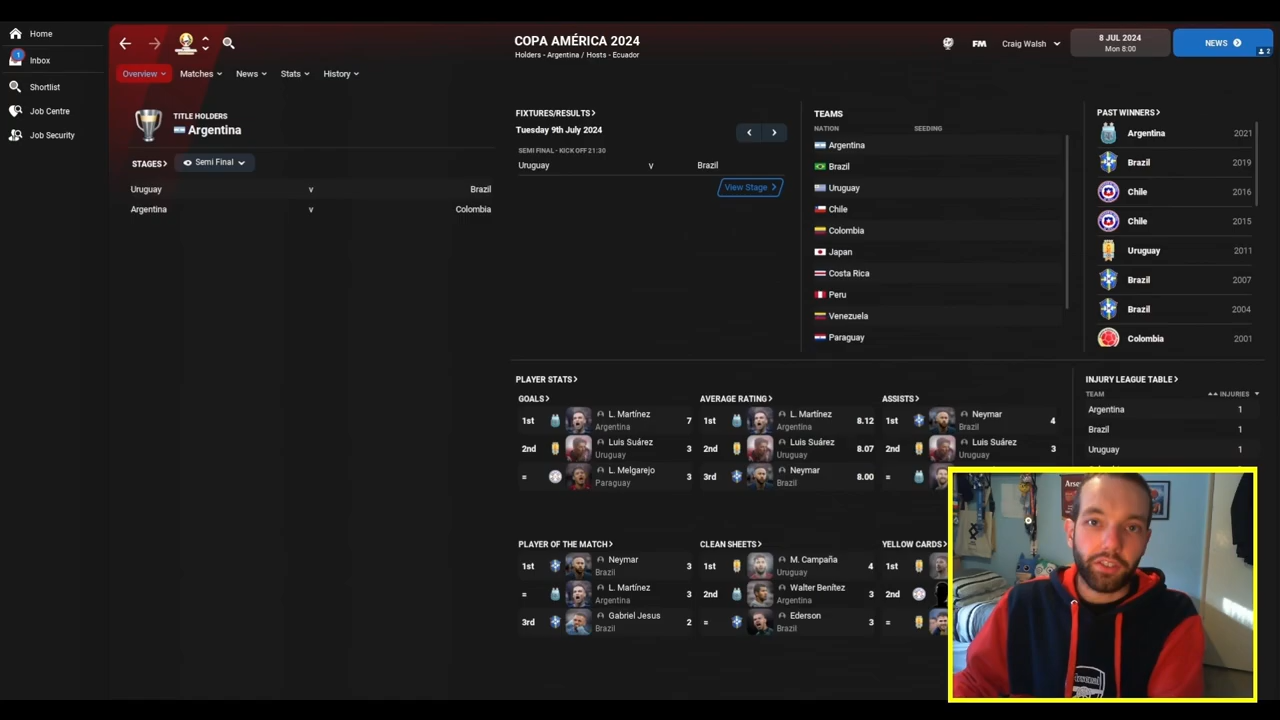 Home
Inbox
1
Shortlist
Job Centre
Job Security
COPA AMÉRICA 2024
Holders - Argentina / Hosts - Ecuador
FM
Craig Walsh
8 JUL 2024
Mon 8:00
NEWS
2
Overview
Matches
News
Stats
History
TITLE HOLDERS
Argentina
STAGES
Semi Final
Uruguay v Brazil
Argentina v Colombia
FIXTURES/RESULTS
Tuesday 9th July 2024
SEMI FINAL - KICK OFF 21:30
Uruguay v Brazil
View Stage
TEAMS
NATION SEEDING
Argentina
Brazil
Uruguay
Chile
Colombia
Japan
Costa Rica
Peru
Venezuela
Paraguay
PAST WINNERS
Argentina 2021
Brazil 2019
Chile 2016
Chile 2015
Uruguay 2011
Brazil 2007
Brazil 2004
Colombia 2001
PLAYER STATS
GOALS
1st L. Martínez 7
Argentina
2nd Luis Suárez 3
Uruguay
= L. Melgarejo 3
Paraguay
AVERAGE RATING
1st L. Martínez 8.12
Argentina
2nd Luis Suárez 8.07
Uruguay
3rd Neymar 8.00
Brazil
ASSISTS
1st Neymar 4
Brazil
2nd Luis Suárez 3
Uruguay
=
INJURY LEAGUE TABLE
TEAM INJURIES
Argentina 1
Brazil 1
Uruguay 1
PLAYER OF THE MATCH
1st Neymar 3
Brazil
= L. Martínez 3
Argentina
3rd Gabriel Jesus 2
Brazil
CLEAN SHEETS
1st M. Campaña 4
Uruguay
2nd Walter Benítez 3
Argentina
= Ederson 3
Brazil
YELLOW CARDS
1st
2nd
=